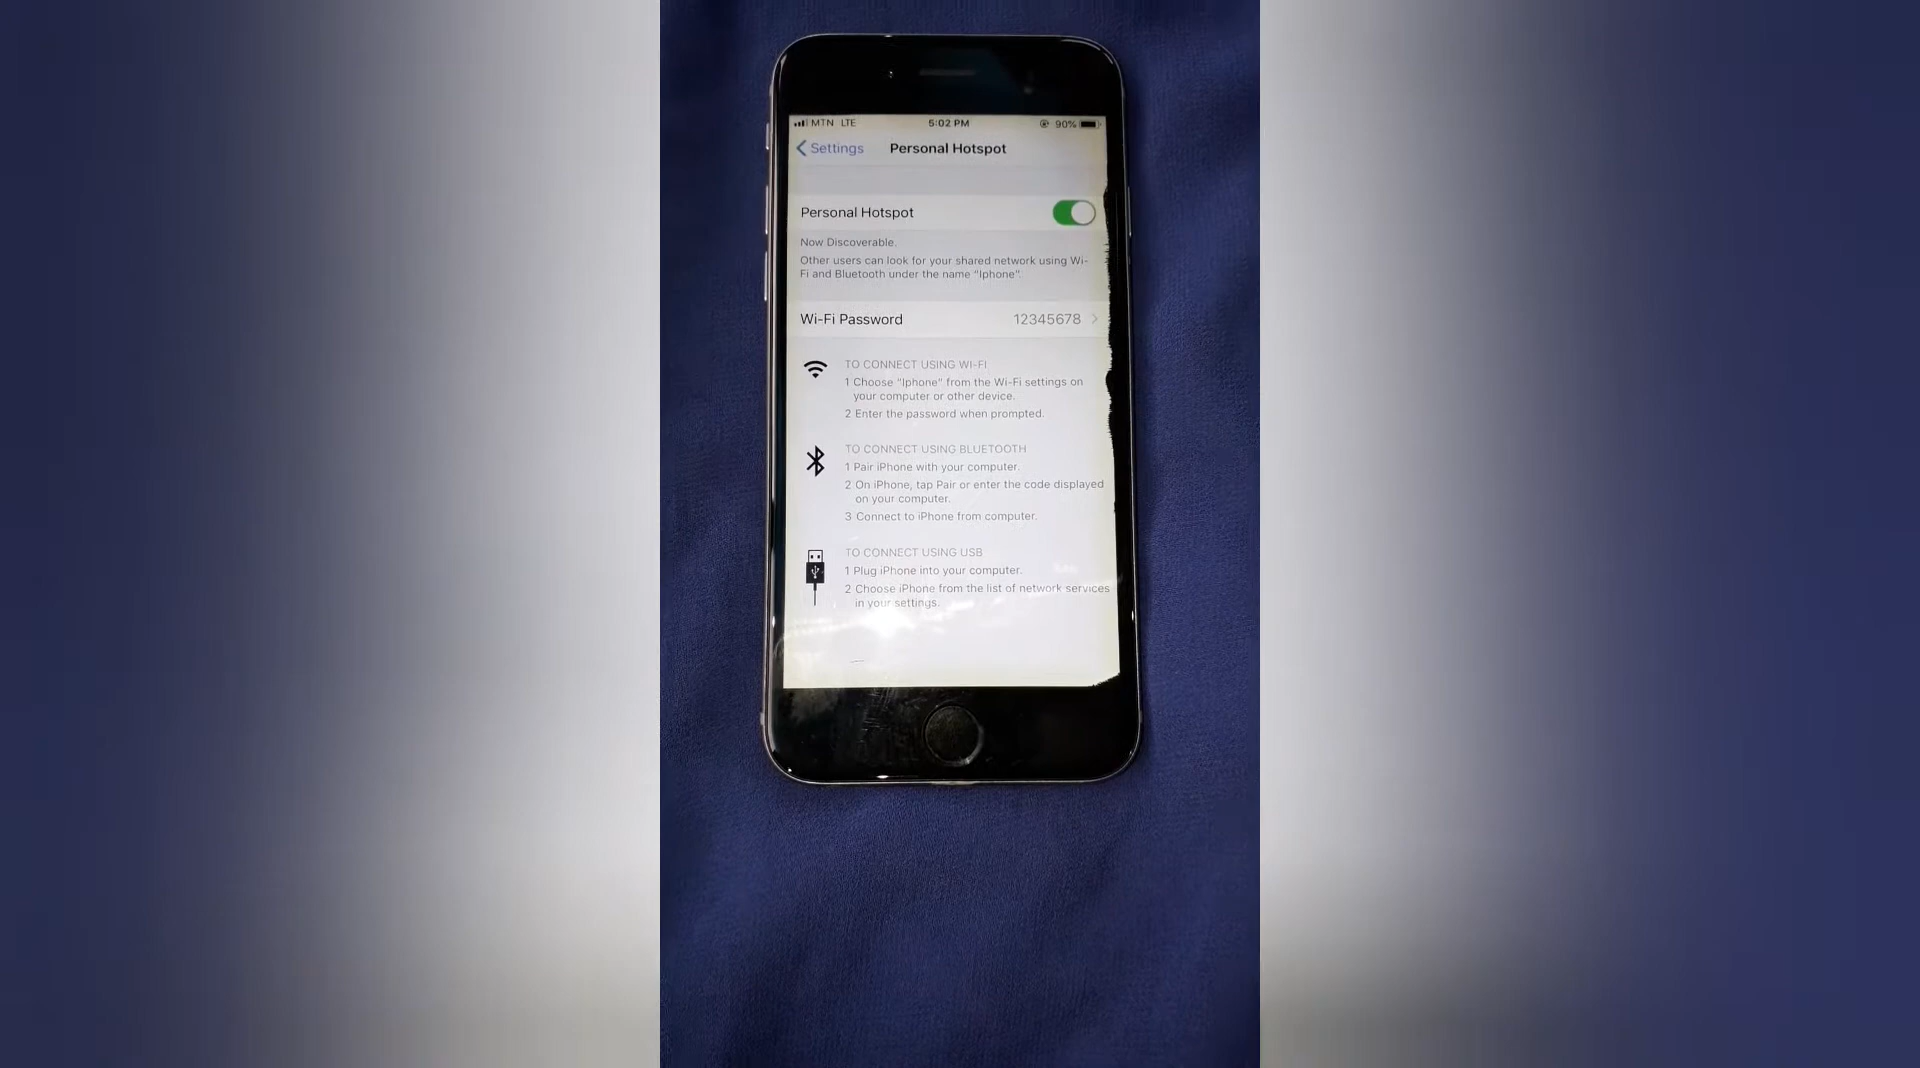 MTN LTE 5:02 PM 90%
Settings Personal Hotspot
Personal Hotspot
Now Discoverable.
Other users can look for your shared network using Wi-
Fi and Bluetooth under the name "Iphone".
Wi-Fi Password 12345678
TO CONNECT USING WI-FI
1 Choose "Iphone" from the Wi-Fi settings on
your computer or other device.
2 Enter the password when prompted.
TO CONNECT USING BLUETOOTH
1 Pair iPhone with your computer.
2 On iPhone, tap Pair or enter the code displayed
on your computer.
3 Connect to iPhone from computer.
TO CONNECT USING USB
1 Plug iPhone into your computer.
2 Choose iPhone from the list of network services
in your settings.